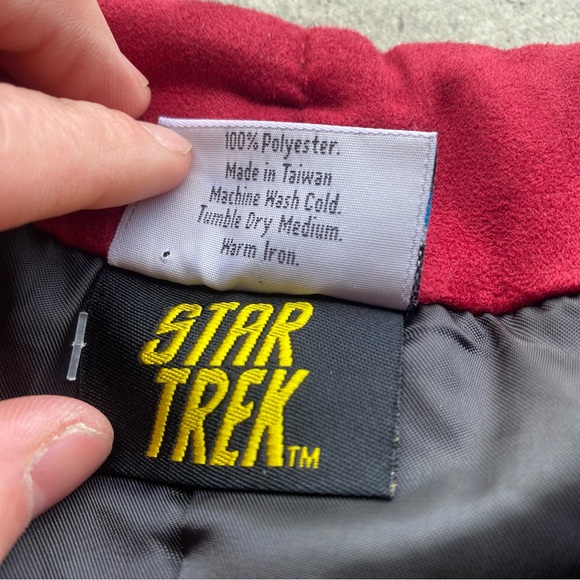 100% Polyester.
Made in Taiwan
Machine Wash Cold.
Tumble Dry Medium.
Warm Iron.
STAR
TREK™